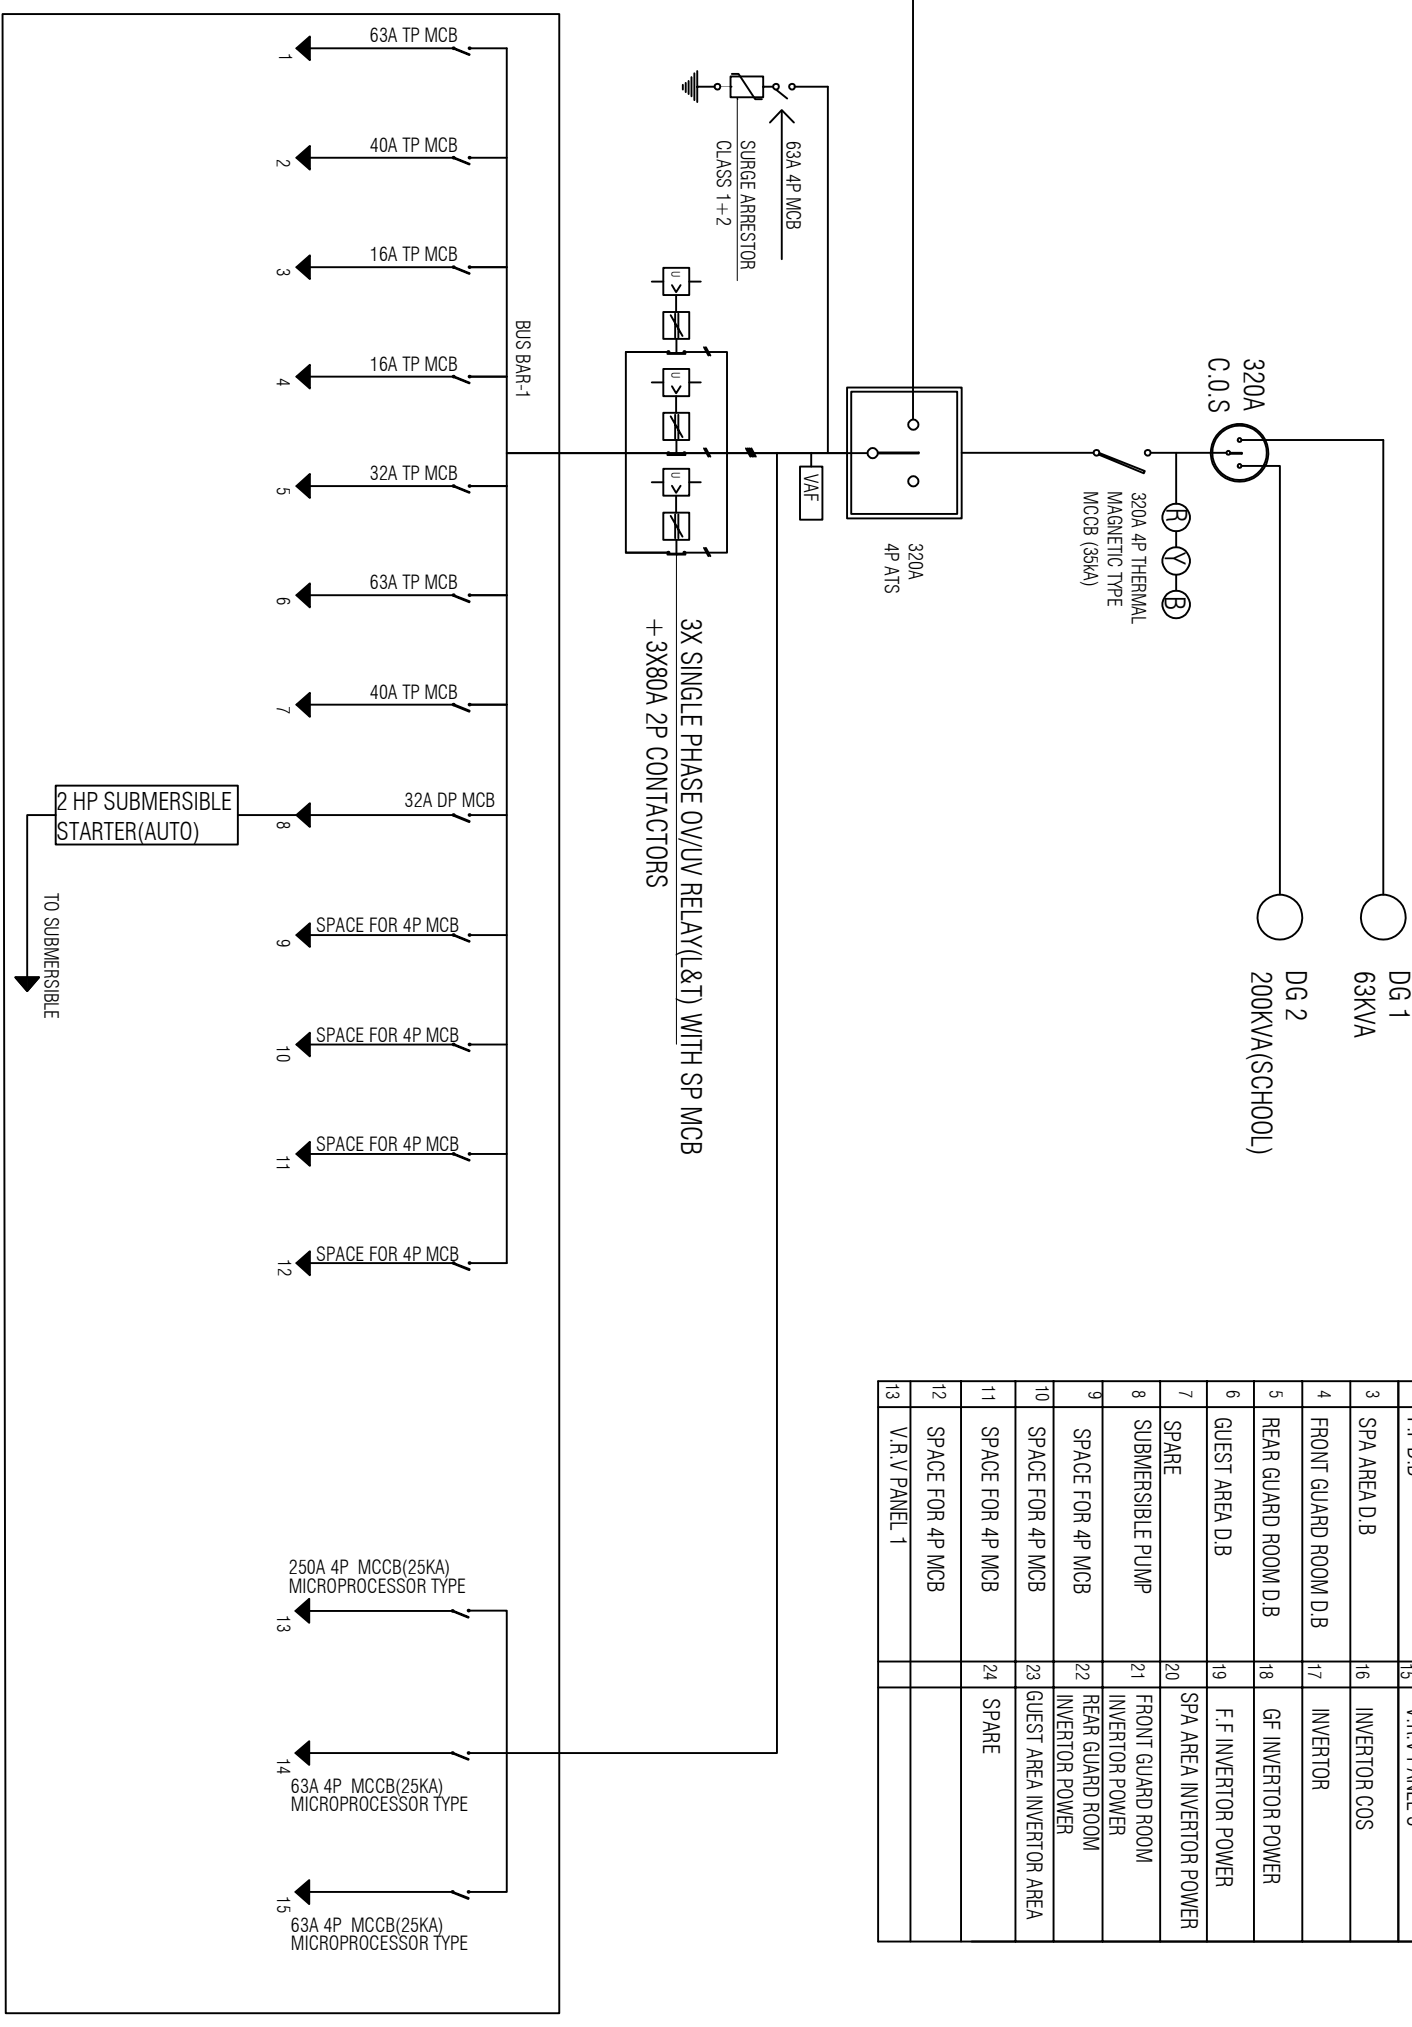 63A TP MCB
1
40A TP MCB
2
16A TP MCB
3
16A TP MCB
4
32A TP MCB
5
63A TP MCB
6
40A TP MCB
7
32A DP MCB
8
2 HP SUBMERSIBLE
STARTER(AUTO)
TO SUBMERSIBLE
SPACE FOR 4P MCB
9
SPACE FOR 4P MCB
10
SPACE FOR 4P MCB
11
SPACE FOR 4P MCB
12
250A 4P MCCB(25KA)
MICROPROCESSOR TYPE
13
14
63A 4P MCCB(25KA)
MICROPROCESSOR TYPE
15
63A 4P MCCB(25KA)
MICROPROCESSOR TYPE
BUS BAR-1
63A 4P MCB
SURGE ARRESTOR
CLASS 1+2
U
U
U
3X SINGLE PHASE OV/UV RELAY(L&T) WITH SP MCB
+3X80A 2P CONTACTORS
VAF
320A
4P ATS
320A 4P THERMAL
MAGNETIC TYPE
MCCB (35kA)
R
Y
B
320A
C.O.S
DG 1
63KVA
DG 2
200KVA(SCHOOL)
15
3 SPA AREA D.B 16 INVERTOR COS
4 FRONT GUARD ROOM D.B 17 INVERTOR
5 REAR GUARD ROOM D.B 18 GF INVERTOR POWER
6 GUEST AREA D.B 19 F.F INVERTOR POWER
7 SPARE 20 SPA AREA INVERTOR POWER
8 SUBMERSIBLE PUMP 21 FRONT GUARD ROOM
INVERTOR POWER
9 SPACE FOR 4P MCB 22 REAR GUARD ROOM
INVERTOR POWER
10 SPACE FOR 4P MCB 23 GUEST AREA INVERTOR AREA
11 SPACE FOR 4P MCB 24 SPARE
12 SPACE FOR 4P MCB
13 V.R.V PANEL 1